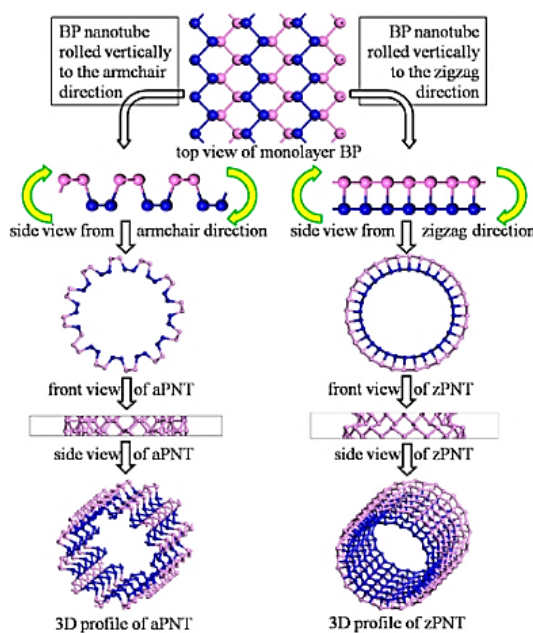 BP nanotube
rolled vertically
to the armchair
direction
BP nanotube
rolled vertically
to the zigzag
direction
top view of monolayer BP
side view from armchair direction
side view from zigzag direction
front view of aPNT
front view of zPNT
side view of aPNT
side view of zPNT
3D profile of aPNT
3D profile of zPNT